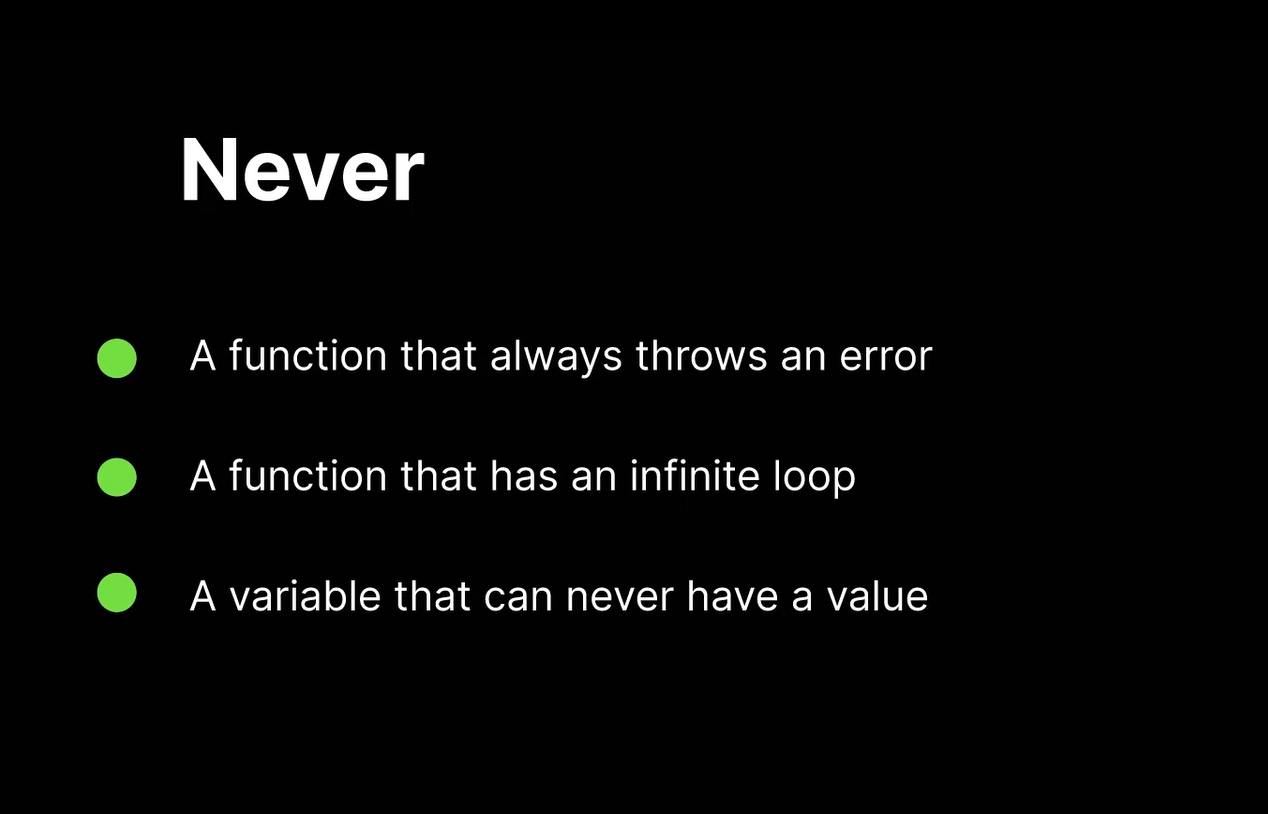 Never
A function that always throws an error
A function that has an infinite loop
A variable that can never have a value